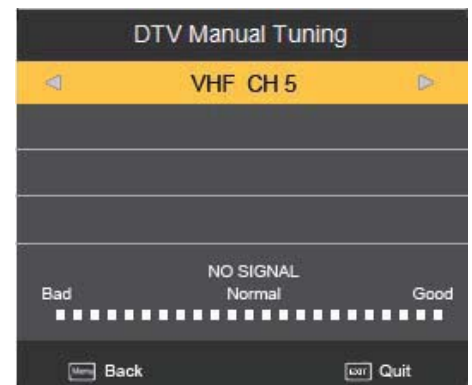 DTV Manual Tuning
VHF CH 5
NO SIGNAL
Bad Normal Good
Menu Back EXIT Quit